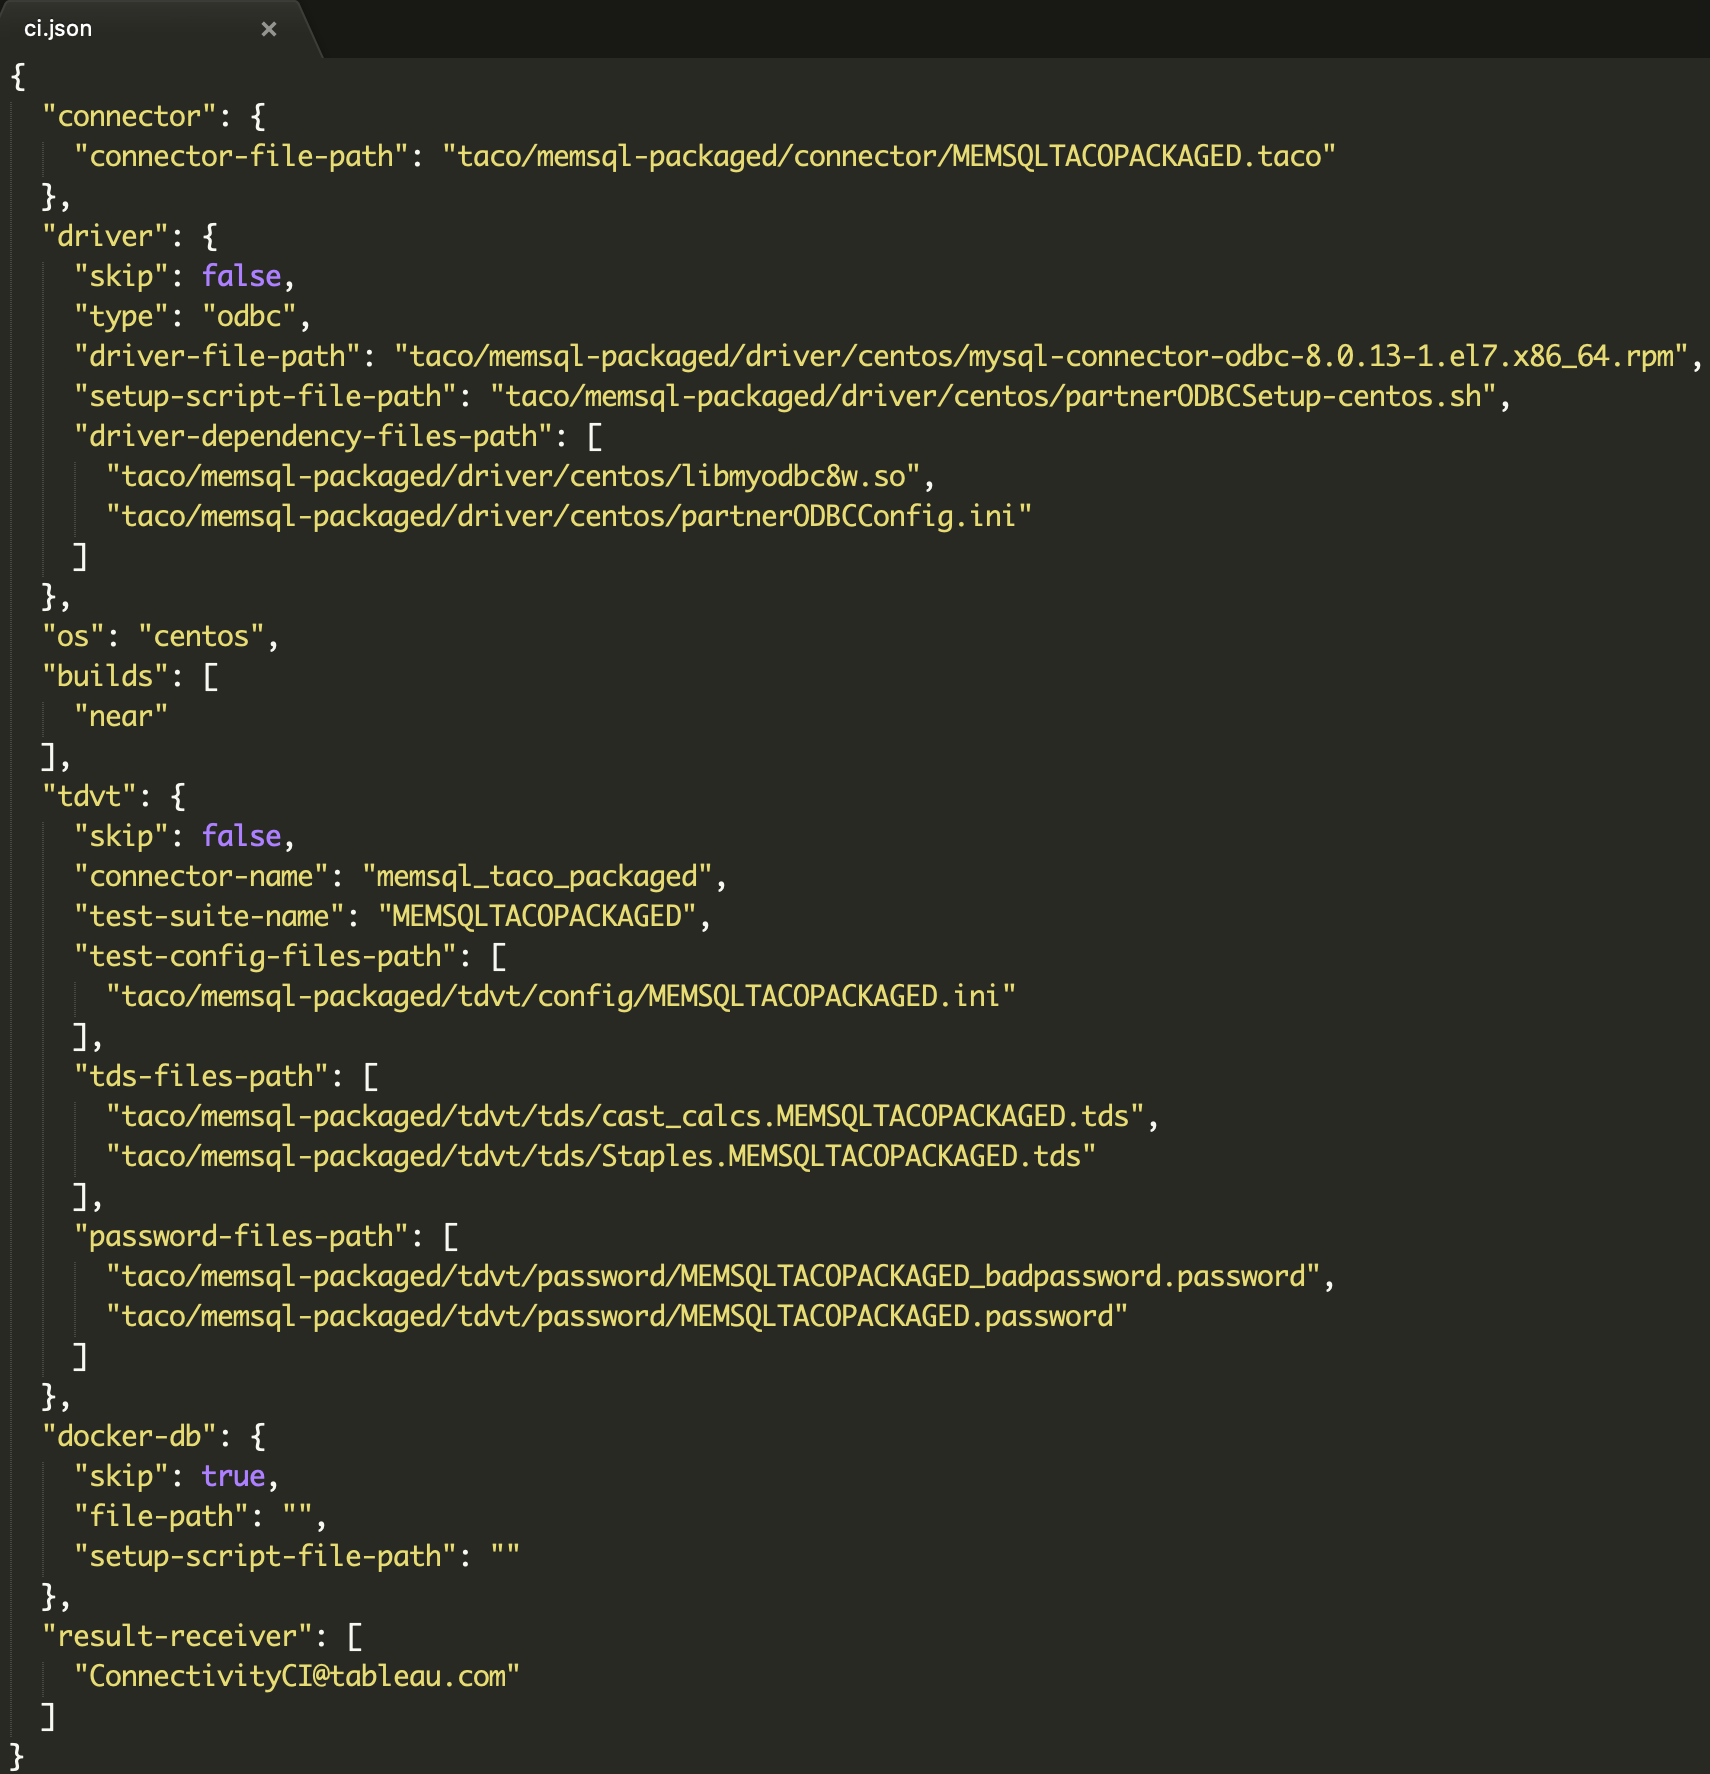 ci.json ×
{
  "connector": {
    "connector-file-path": "taco/memsql-packaged/connector/MEMSQLTACOPACKAGED.taco"
  },
  "driver": {
    "skip": false,
    "type": "odbc",
    "driver-file-path": "taco/memsql-packaged/driver/centos/mysql-connector-odbc-8.0.13-1.el7.x86_64.rpm",
    "setup-script-file-path": "taco/memsql-packaged/driver/centos/partnerODBCSetup-centos.sh",
    "driver-dependency-files-path": [
      "taco/memsql-packaged/driver/centos/libmyodbc8w.so",
      "taco/memsql-packaged/driver/centos/partnerODBCConfig.ini"
    ]
  },
  "os": "centos",
  "builds": [
    "near"
  ],
  "tdvt": {
    "skip": false,
    "connector-name": "memsql_taco_packaged",
    "test-suite-name": "MEMSQLTACOPACKAGED",
    "test-config-files-path": [
      "taco/memsql-packaged/tdvt/config/MEMSQLTACOPACKAGED.ini"
    ],
    "tds-files-path": [
      "taco/memsql-packaged/tdvt/tds/cast_calcs.MEMSQLTACOPACKAGED.tds",
      "taco/memsql-packaged/tdvt/tds/Staples.MEMSQLTACOPACKAGED.tds"
    ],
    "password-files-path": [
      "taco/memsql-packaged/tdvt/password/MEMSQLTACOPACKAGED_badpassword.password",
      "taco/memsql-packaged/tdvt/password/MEMSQLTACOPACKAGED.password"
    ]
  },
  "docker-db": {
    "skip": true,
    "file-path": "",
    "setup-script-file-path": ""
  },
  "result-receiver": [
    "ConnectivityCI@tableau.com"
  ]
}